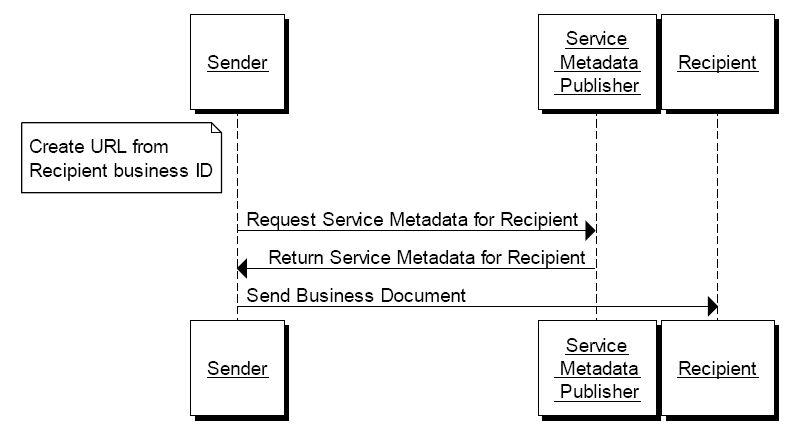 Sender
Service
Metadata
Publisher
Recipient
Create URL from
Recipient business ID
Request Service Metadata for Recipient
Return Service Metadata for Recipient
Send Business Document
Sender
Service
Metadata
Publisher
Recipient